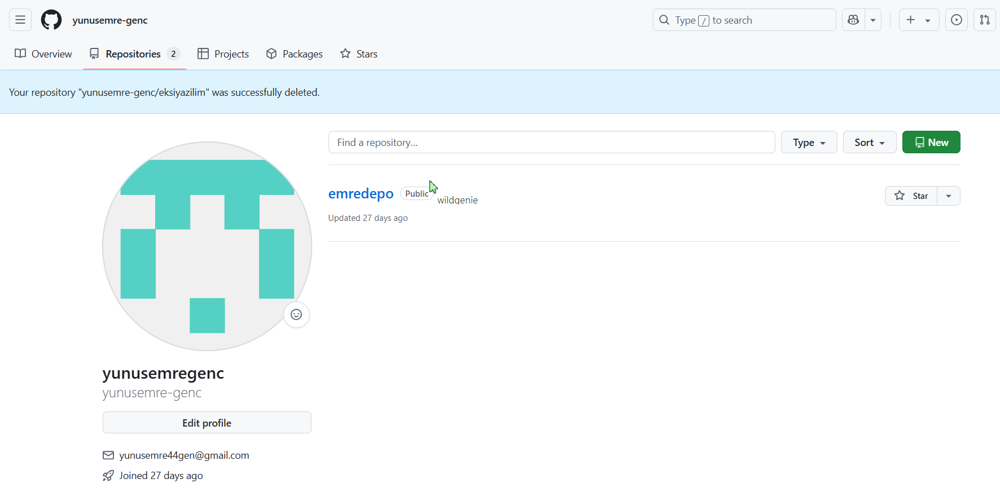 yunusemre-genc
Type / to search
Overview
Repositories 2
Projects
Packages
Stars
Your repository "yunusemre-genc/eksiyazilim" was successfully deleted.
Find a repository...
Type
Sort
New
emredepo Public
wildgenie
Star
Updated 27 days ago
yunusemregenc
yunusemre-genc
Edit profile
yunusemre44gen@gmail.com
Joined 27 days ago